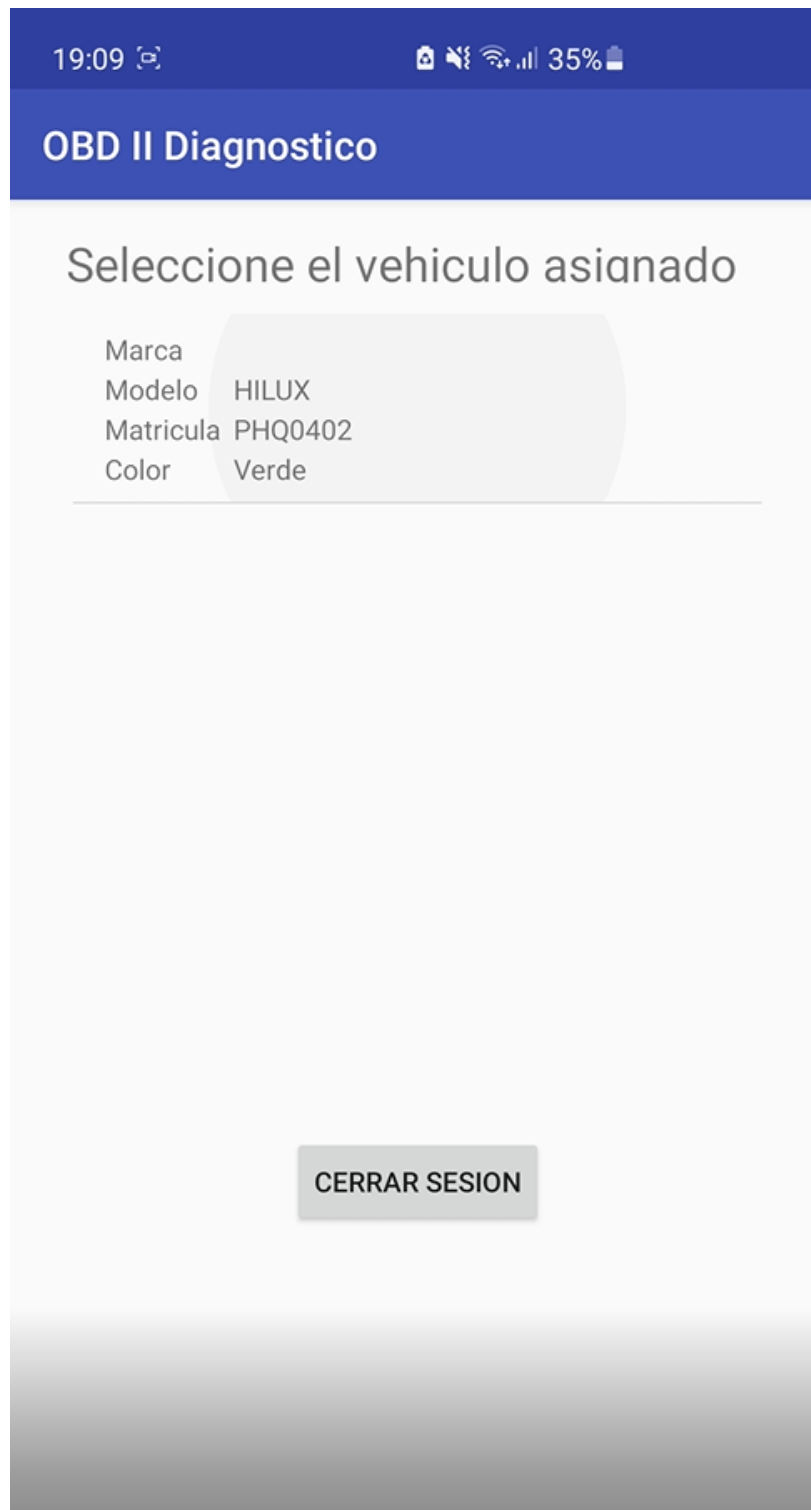 19:09 35%
OBD II Diagnostico
Seleccione el vehiculo asignado
Marca
Modelo HILUX
Matricula PHQ0402
Color Verde
CERRAR SESION